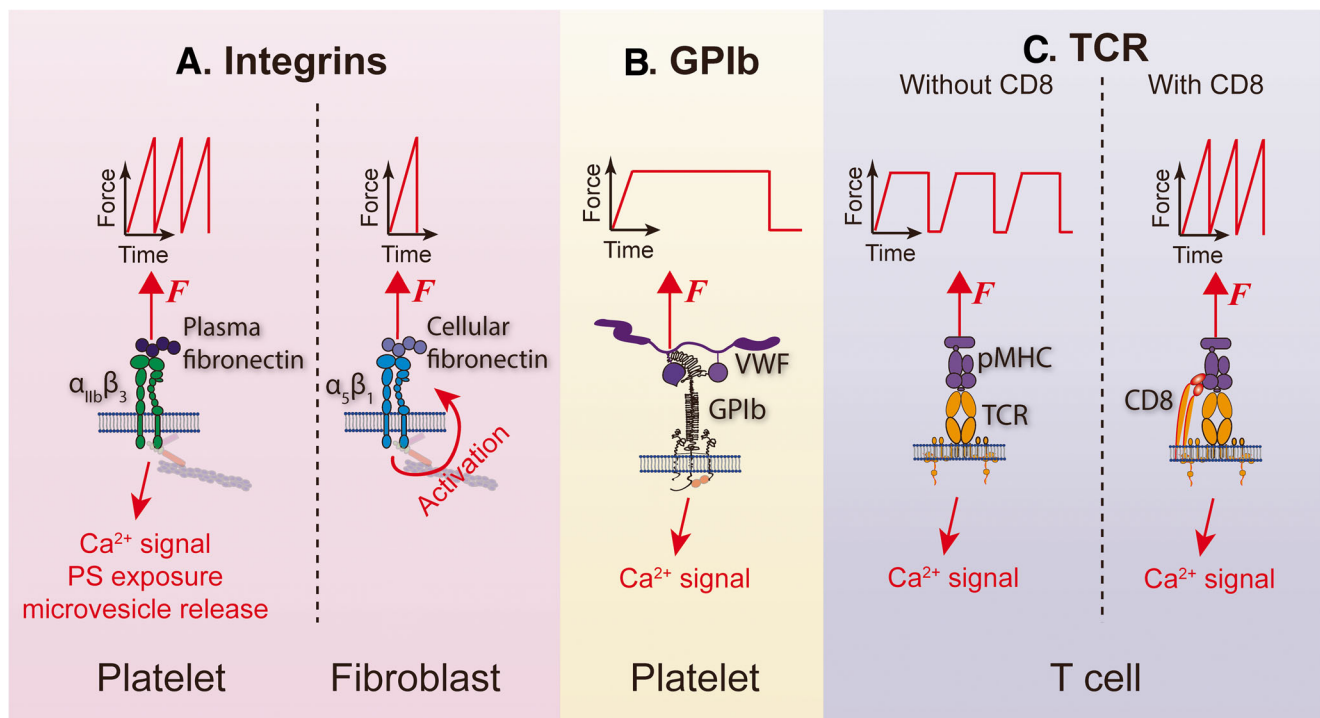 A. Integrins
Force
Time
F
Plasma
fibronectin
αIIbβ3
Ca²⁺ signal
PS exposure
microvesicle release
Platelet
Force
Time
F
Cellular
fibronectin
α5β1
Activation
Fibroblast
B. GPIb
Force
Time
F
VWF
GPIb
Ca²⁺ signal
Platelet
C. TCR
Without CD8
Force
Time
F
pMHC
TCR
Ca²⁺ signal
With CD8
Force
Time
F
CD8
Ca²⁺ signal
T cell